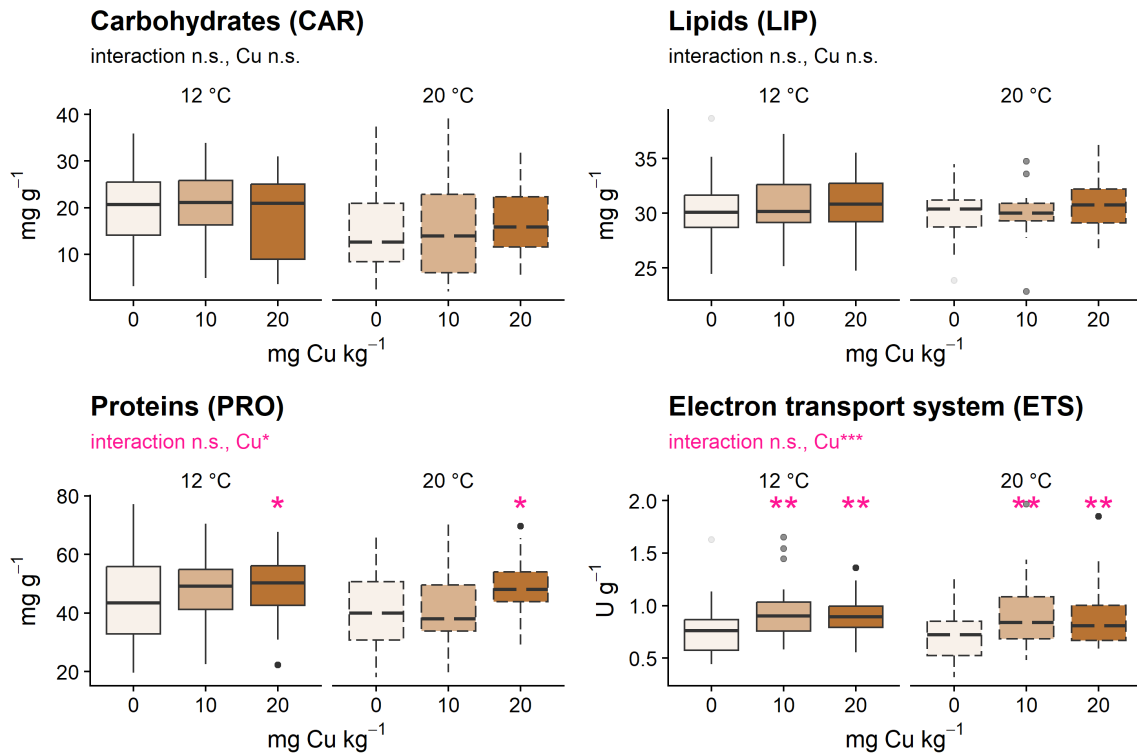 Carbohydrates (CAR)
interaction n.s., Cu n.s.
12 °C
20 °C
mg g⁻¹
40
30
20
10
0 10 20
0 10 20
mg Cu kg⁻¹
Lipids (LIP)
interaction n.s., Cu n.s.
12 °C
20 °C
mg g⁻¹
35
30
25
0 10 20
0 10 20
mg Cu kg⁻¹
Proteins (PRO)
interaction n.s., Cu*
12 °C
20 °C
*
*
mg g⁻¹
80
60
40
20
0 10 20
0 10 20
mg Cu kg⁻¹
Electron transport system (ETS)
interaction n.s., Cu***
12 °C
20 °C
** **
** **
U g⁻¹
2.0
1.5
1.0
0.5
0 10 20
0 10 20
mg Cu kg⁻¹